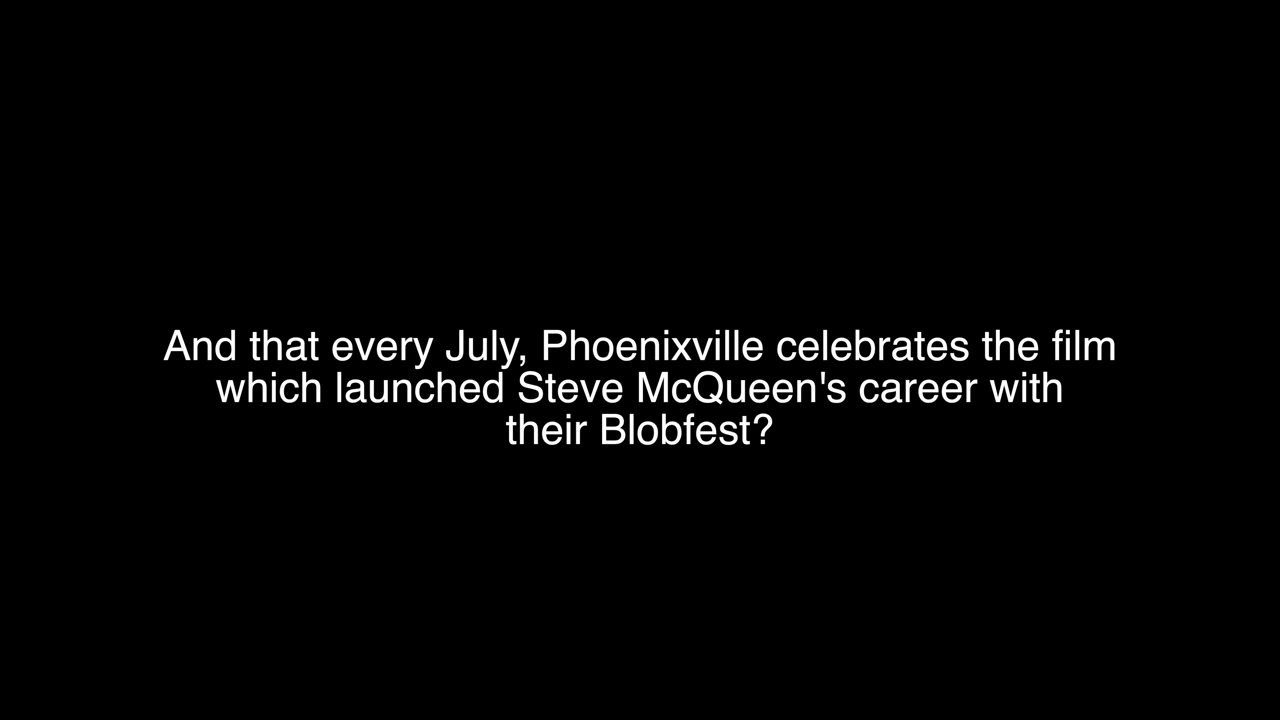 And that every July, Phoenixville celebrates the film
which launched Steve McQueen's career with
their Blobfest?